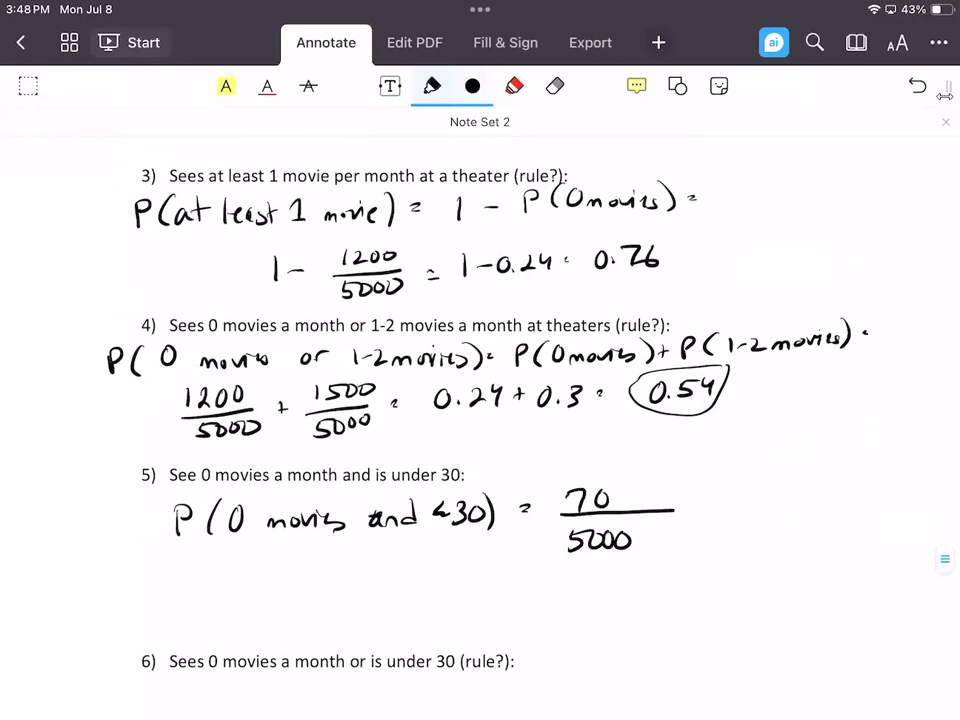 3:48 PM Mon Jul 8 43%
Start Annotate Edit PDF Fill & Sign Export + ai AA
A A A T
Note Set 2
3) Sees at least 1 movie per month at a theater (rule?):
P(at least 1 movie) = 1 - P(0 movies) =
1 - 1200/5000 = 1-0.24 = 0.76
4) Sees 0 movies a month or 1-2 movies a month at theaters (rule?):
P( 0 movies or 1-2 movies) = P(0 movies) + P(1-2 movies) =
1200/5000 + 1500/5000 = 0.24 + 0.3 = 0.54
5) See 0 movies a month and is under 30:
P(0 movies and <30) = 70/5000
6) Sees 0 movies a month or is under 30 (rule?):